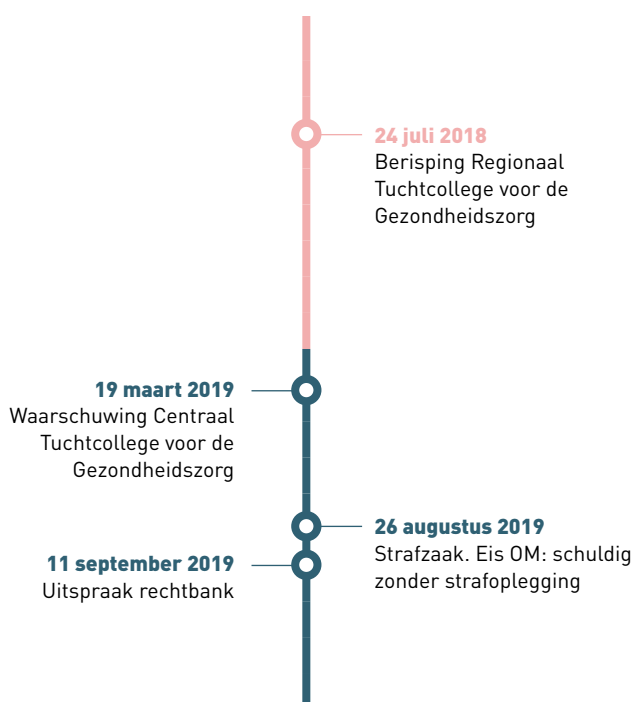 24 juli 2018
Berisping Regionaal
Tuchtcollege voor de
Gezondheidszorg
19 maart 2019
Waarschuwing Centraal
Tuchtcollege voor de
Gezondheidszorg
26 augustus 2019
Strafzaak. Eis OM: schuldig
zonder strafoplegging
11 september 2019
Uitspraak rechtbank